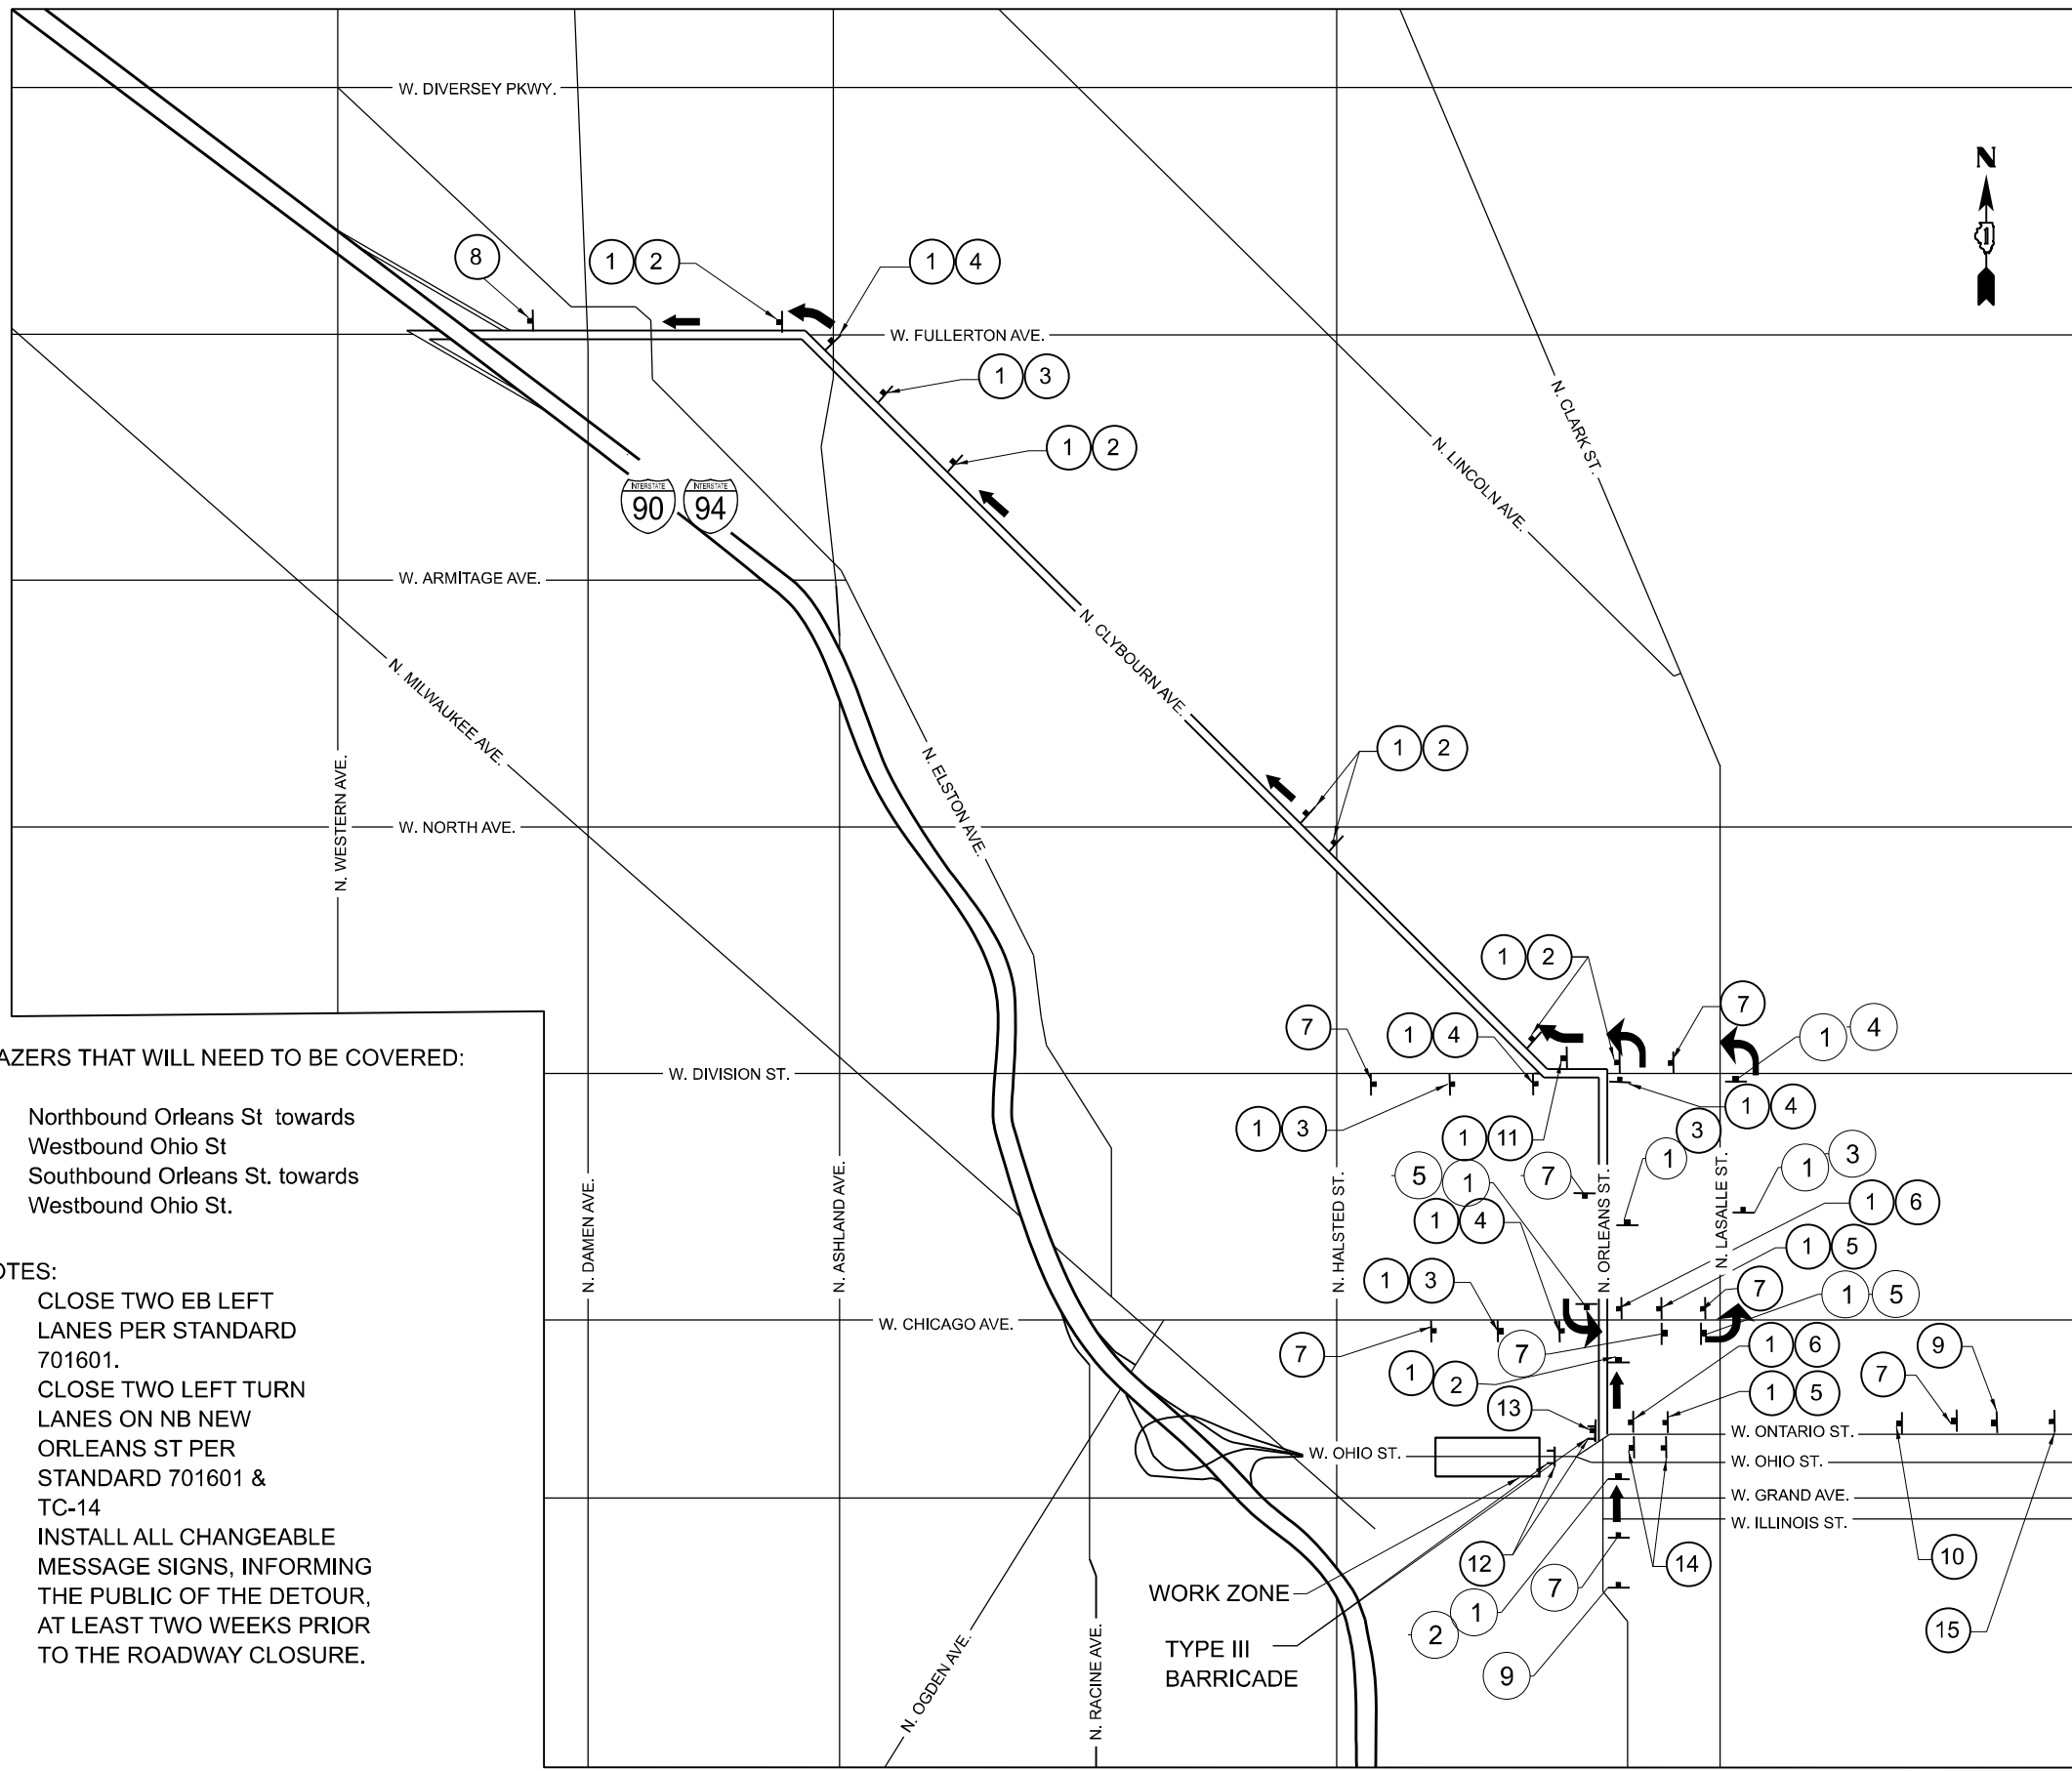 W. DIVERSEY PKWY.
N
8
1 2
1 4
W. FULLERTON AVE.
1 3
N. CLARK ST.
1 2
N. LINCOLN AVE.
INTERSTATE
90
INTERSTATE
94
W. ARMITAGE AVE.
N. CLYBOURN AVE.
N. MILWAUKEE AVE.
1 2
N. WESTERN AVE.
N. ELSTON AVE.
W. NORTH AVE.
1 2
7
7
1 4
1 4
AZERS THAT WILL NEED TO BE COVERED:
W. DIVISION ST.
Northbound Orleans St towards
Westbound Ohio St
Southbound Orleans St. towards
Westbound Ohio St.
1 4
1 3
1 11
3
1
3
1
5
1
7
1 6
1 4
1 5
N. DAMEN AVE.
N. ASHLAND AVE.
N. HALSTED ST.
N. ORLEANS ST.
N. LASALLE ST.
OTES:
CLOSE TWO EB LEFT
LANES PER STANDARD
701601.
CLOSE TWO LEFT TURN
LANES ON NB NEW
ORLEANS ST PER
STANDARD 701601 &
TC-14
INSTALL ALL CHANGEABLE
MESSAGE SIGNS, INFORMING
THE PUBLIC OF THE DETOUR,
AT LEAST TWO WEEKS PRIOR
TO THE ROADWAY CLOSURE.
1 3
7
1 5
W. CHICAGO AVE.
7
7
1 6
9
1
2
7
1 5
13
W. ONTARIO ST.
W. OHIO ST.
W. OHIO ST.
W. GRAND AVE.
W. ILLINOIS ST.
12
14
10
WORK ZONE
7
1
2
15
TYPE III
BARRICADE
9
N. OGDEN AVE.
N. RACINE AVE.